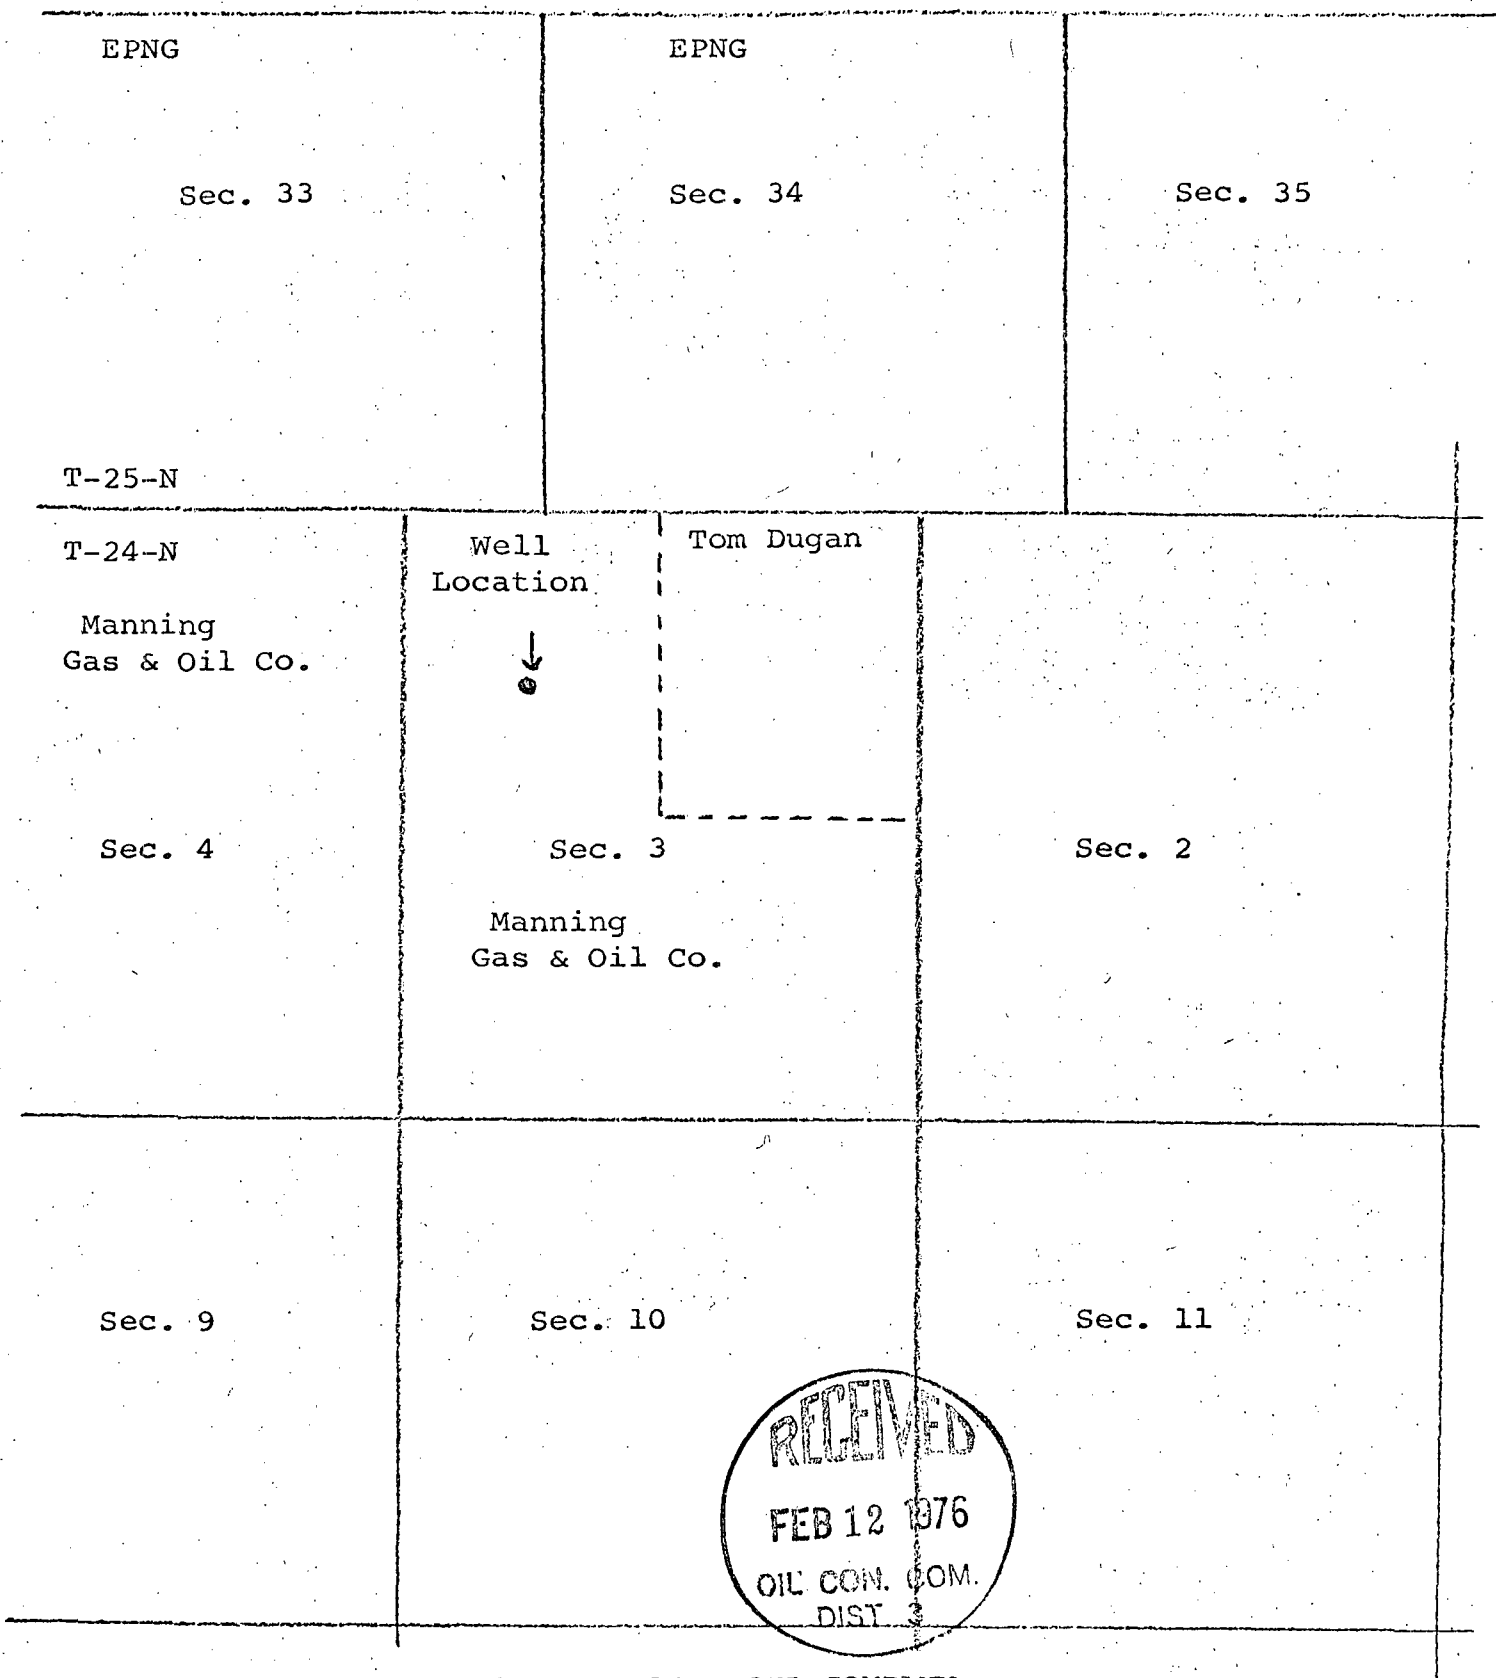 EPNG
EPNG
Sec. 33
Sec. 34
Sec. 35
T-25-N
T-24-N
Well
Location
Tom Dugan
Manning
Gas & Oil Co.
Sec. 4
Sec. 3
Sec. 2
Manning
Gas & Oil Co.
Sec. 9
Sec. 10
Sec. 11
RECEIVED
FEB 12 1976
OIL CON. COM.
DIST. 3